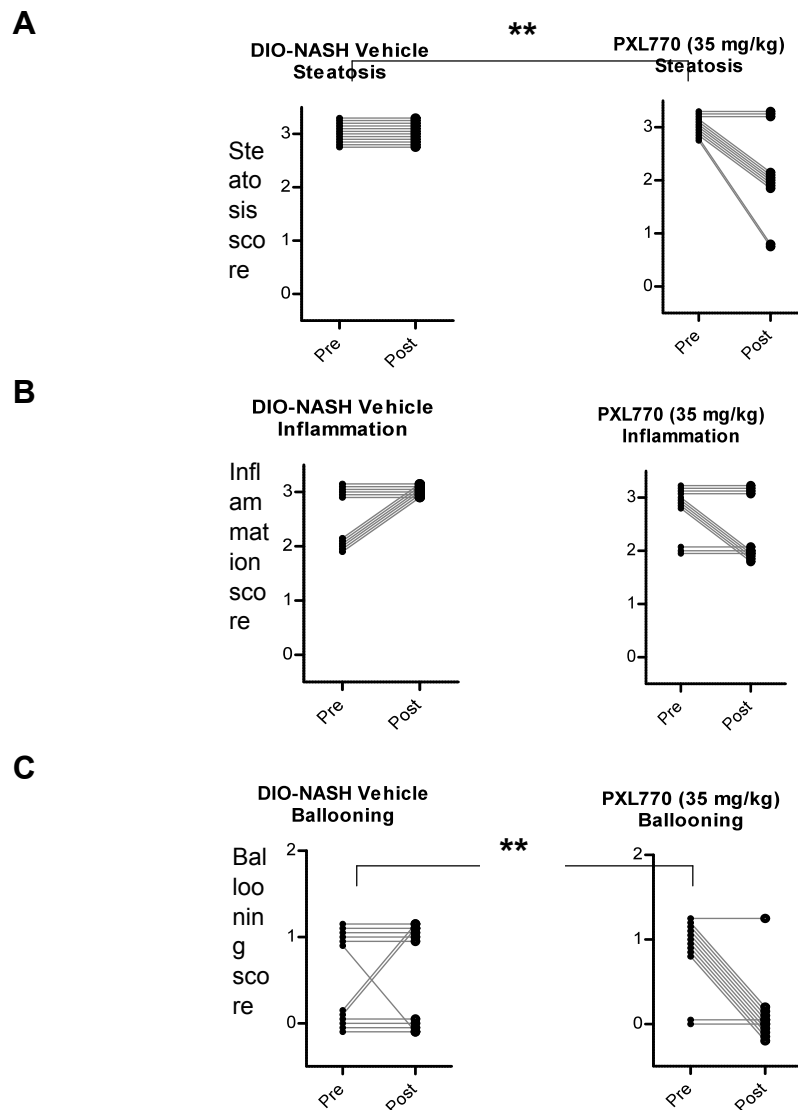 A
**
DIO-NASH Vehicle
Steatosis
PXL770 (35 mg/kg)
Steatosis
Ste
ato
sis
sco
re
3
2
1
0
Pre
Post
3
2
1
0
Pre
Post
B
DIO-NASH Vehicle
Inflammation
PXL770 (35 mg/kg)
Inflammation
Infl
am
mat
ion
sco
re
3
2
1
0
Pre
Post
3
2
1
0
Pre
Post
C
DIO-NASH Vehicle
Ballooning
PXL770 (35 mg/kg)
Ballooning
**
Bal
loo
nin
g
sco
re
2
1
0
Pre
Post
2
1
0
Pre
Post